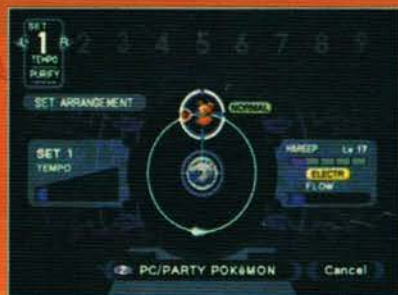 SET
L 1 R 2 3 4 5 6 7 8 9
TEMPO
PURIFY
SET ARRANGEMENT
NORMAL
SET 1
TEMPO
MAREEP Lv 17
ELECTR
FLOW
Z PC/PARTY POKéMON Cancel